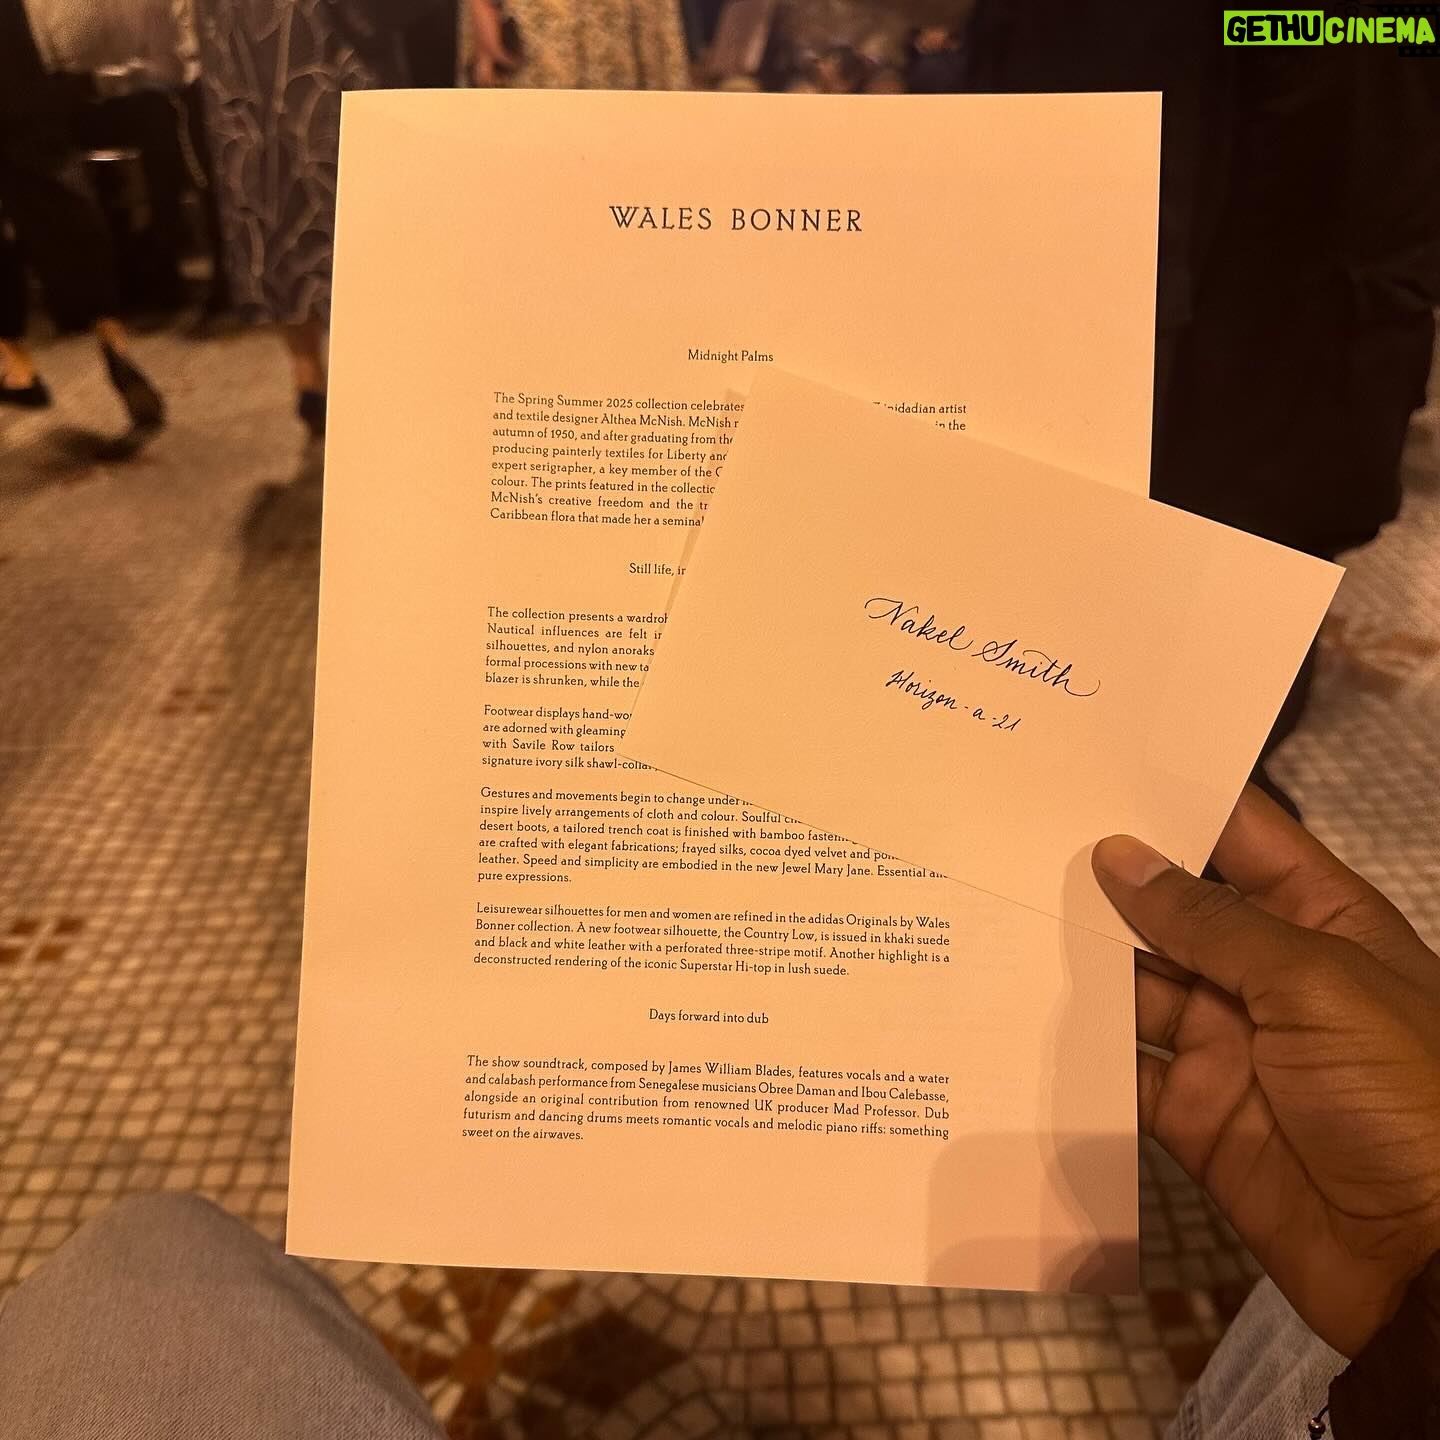 GETHUCINEMA
WALES BONNER
Midnight Palms
The Spring Summer 2025 collection celebrates artist
and textile designer Althea McNish. McNish in the
autumn of 1950, and after graduating from the
producing painterly textiles for Liberty and
expert serigrapher, a key member of the
colour. The prints featured in the
McNish's creative freedom and the
Caribbean flora that made her a
Still life,
The collection presents a
Nautical influences are felt
silhouettes, and nylon anoraks
formal processions with new
blazer is shrunken, while the
Footwear displays
are adorned with gleaming
with Savile Row tailors
signature ivory silk
Nakel Smith
Horizon - a - 21
Gestures and movements begin to change under
inspire lively arrangements of cloth and colour. Soulful
desert boots, a tailored trench coat is finished with bamboo
are crafted with elegant fabrications; frayed silks, cocoa dyed velvet and
leather. Speed and simplicity are embodied in the new Jewel Mary Jane. Essential
pure expressions.
Leisurewear silhouettes for men and women are refined in the adidas Originals by Wales
Bonner collection. A new footwear silhouette, the Country Low, is issued in khaki suede
and black and white leather with a perforated three-stripe motif. Another highlight is a
deconstructed rendering of the iconic Superstar Hi-top in lush suede.
Days forward into dub
The show soundtrack, composed by James William Blades, features vocals and a water
and calabash performance from Senegalese musicians Obree Daman and Ibou Calebasse,
alongside an original contribution from renowned UK producer Mad Professor. Dub
futurism and dancing drums meets romantic vocals and melodic piano riffs: something
sweet on the airwaves.